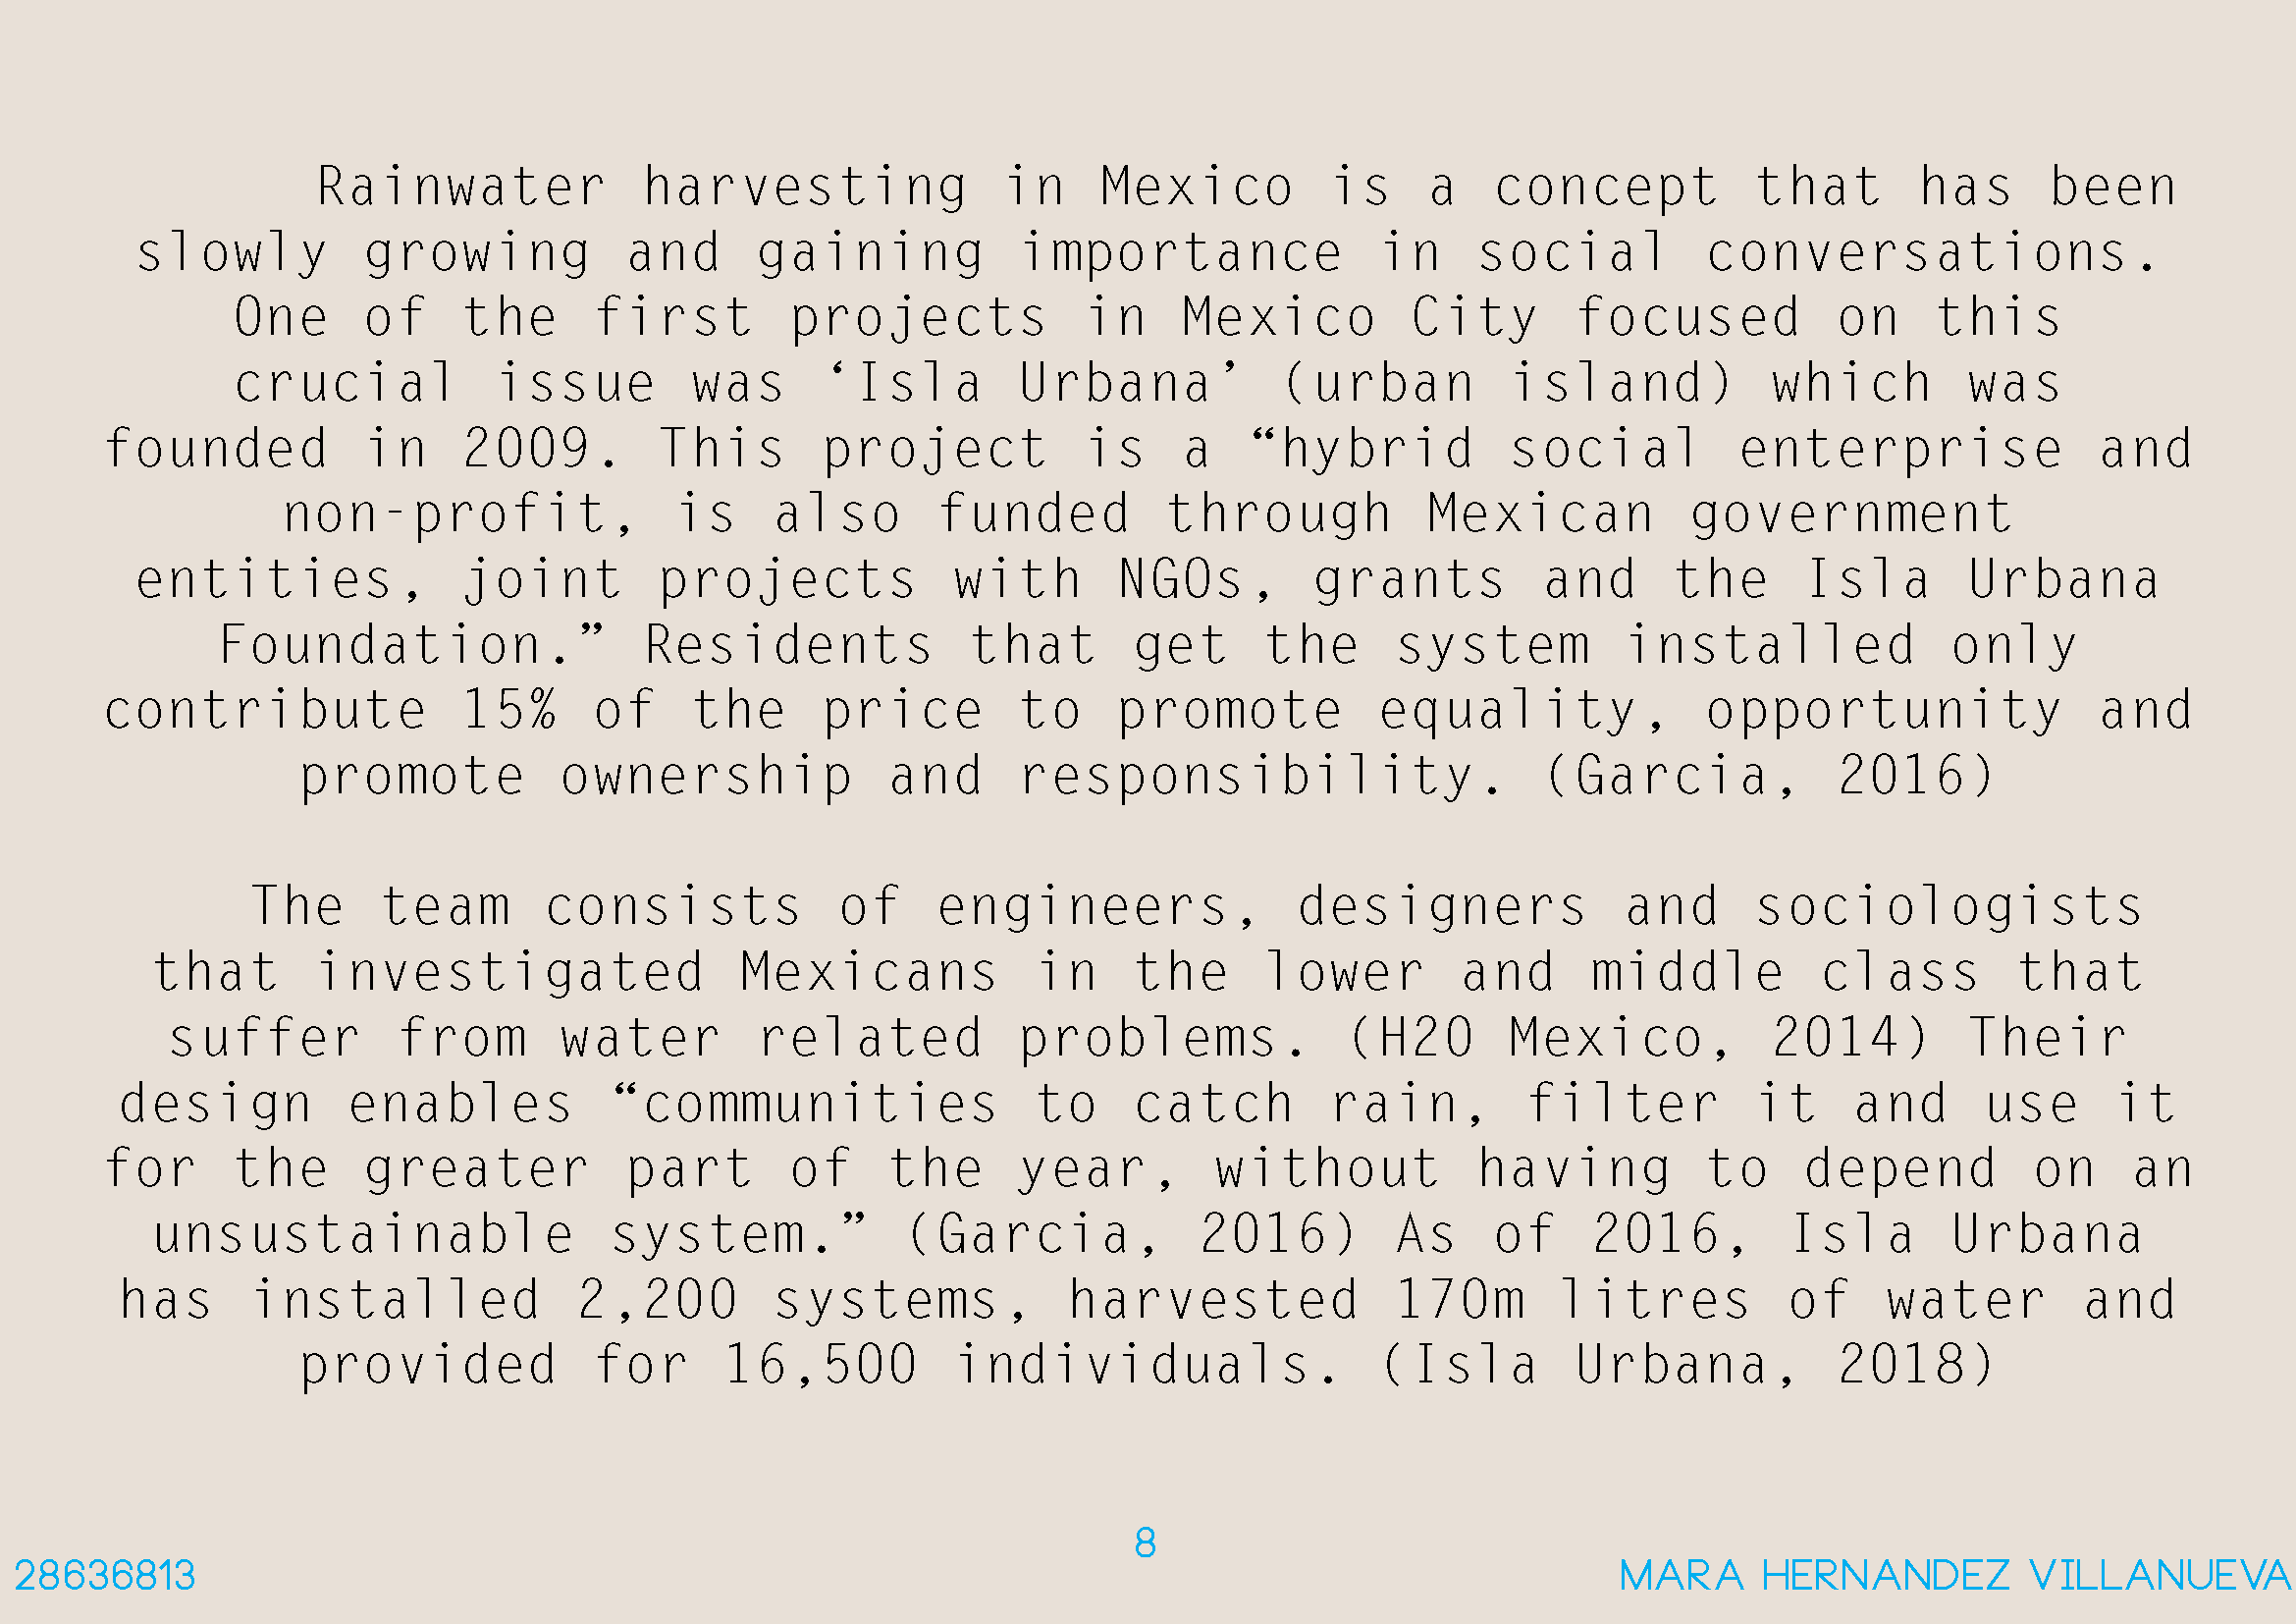 Rainwater harvesting in Mexico is a concept that has been
slowly growing and gaining importance in social conversations.
One of the first projects in Mexico City focused on this
crucial issue was ‘Isla Urbana’ (urban island) which was
founded in 2009. This project is a “hybrid social enterprise and
non-profit, is also funded through Mexican government
entities, joint projects with NGOs, grants and the Isla Urbana
Foundation.” Residents that get the system installed only
contribute 15% of the price to promote equality, opportunity and
promote ownership and responsibility. (Garcia, 2016)

The team consists of engineers, designers and sociologists
that investigated Mexicans in the lower and middle class that
suffer from water related problems. (H20 Mexico, 2014) Their
design enables “communities to catch rain, filter it and use it
for the greater part of the year, without having to depend on an
unsustainable system.” (Garcia, 2016) As of 2016, Isla Urbana
has installed 2,200 systems, harvested 170m litres of water and
provided for 16,500 individuals. (Isla Urbana, 2018)

8
28636813
MARA HERNANDEZ VILLANUEVA